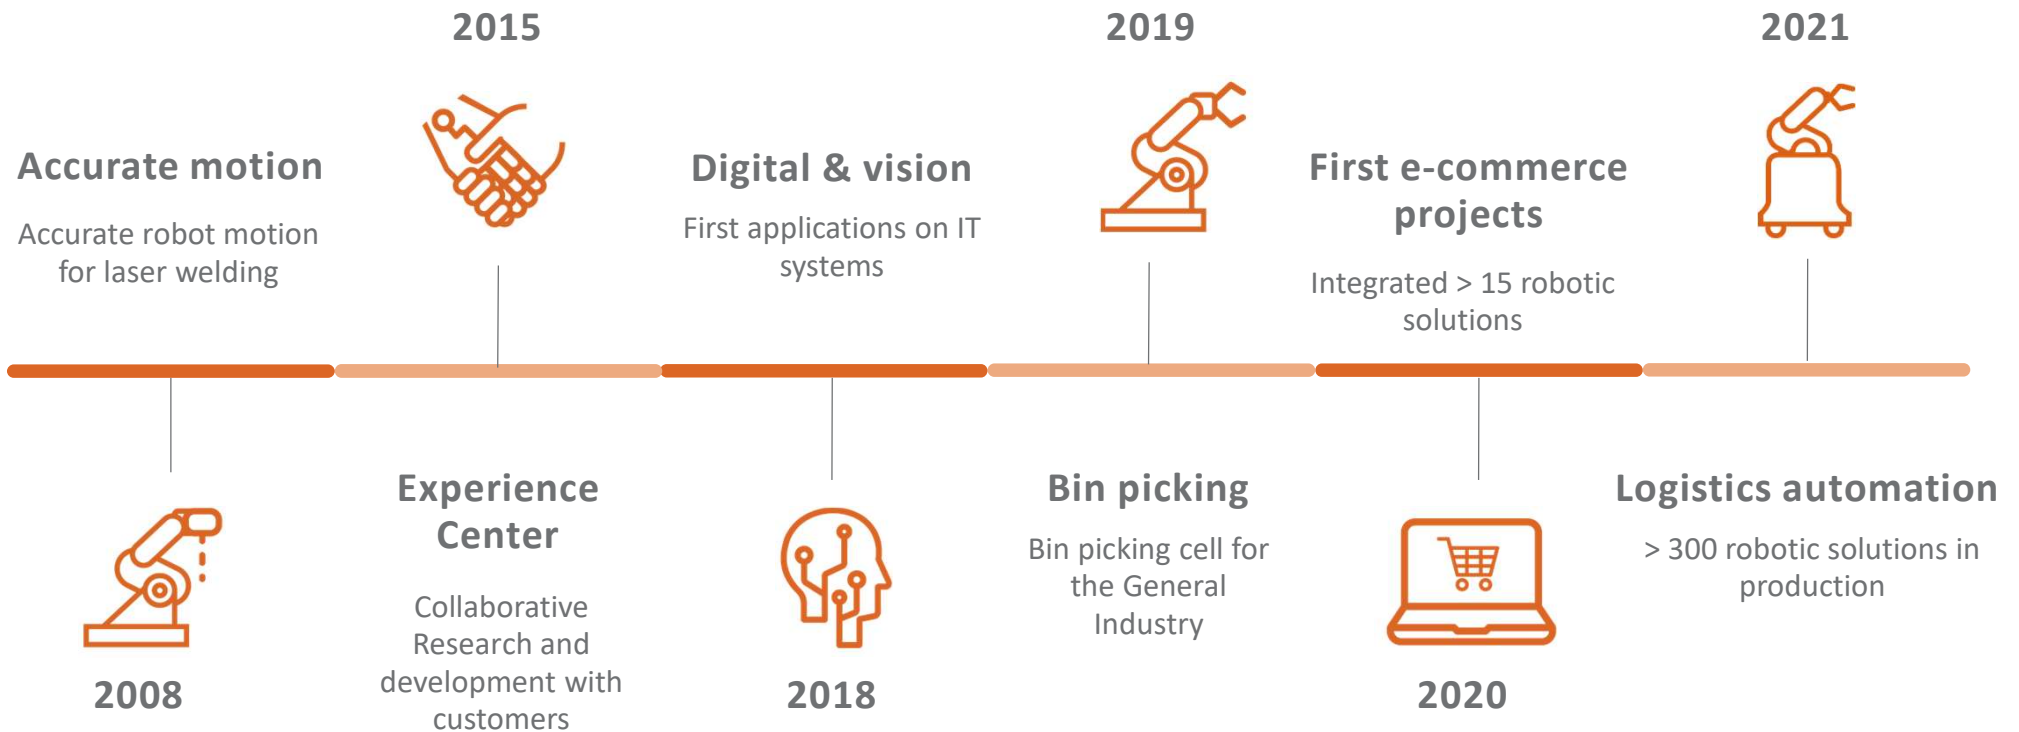 Accurate motion
Accurate robot motion
for laser welding
2008
2015
Experience
Center
Collaborative
Research and
development with
customers
Digital & vision
First applications on IT
systems
2018
2019
Bin picking
Bin picking cell for
the General
Industry
First e-commerce
projects
Integrated > 15 robotic
solutions
2020
2021
Logistics automation
> 300 robotic solutions in
production